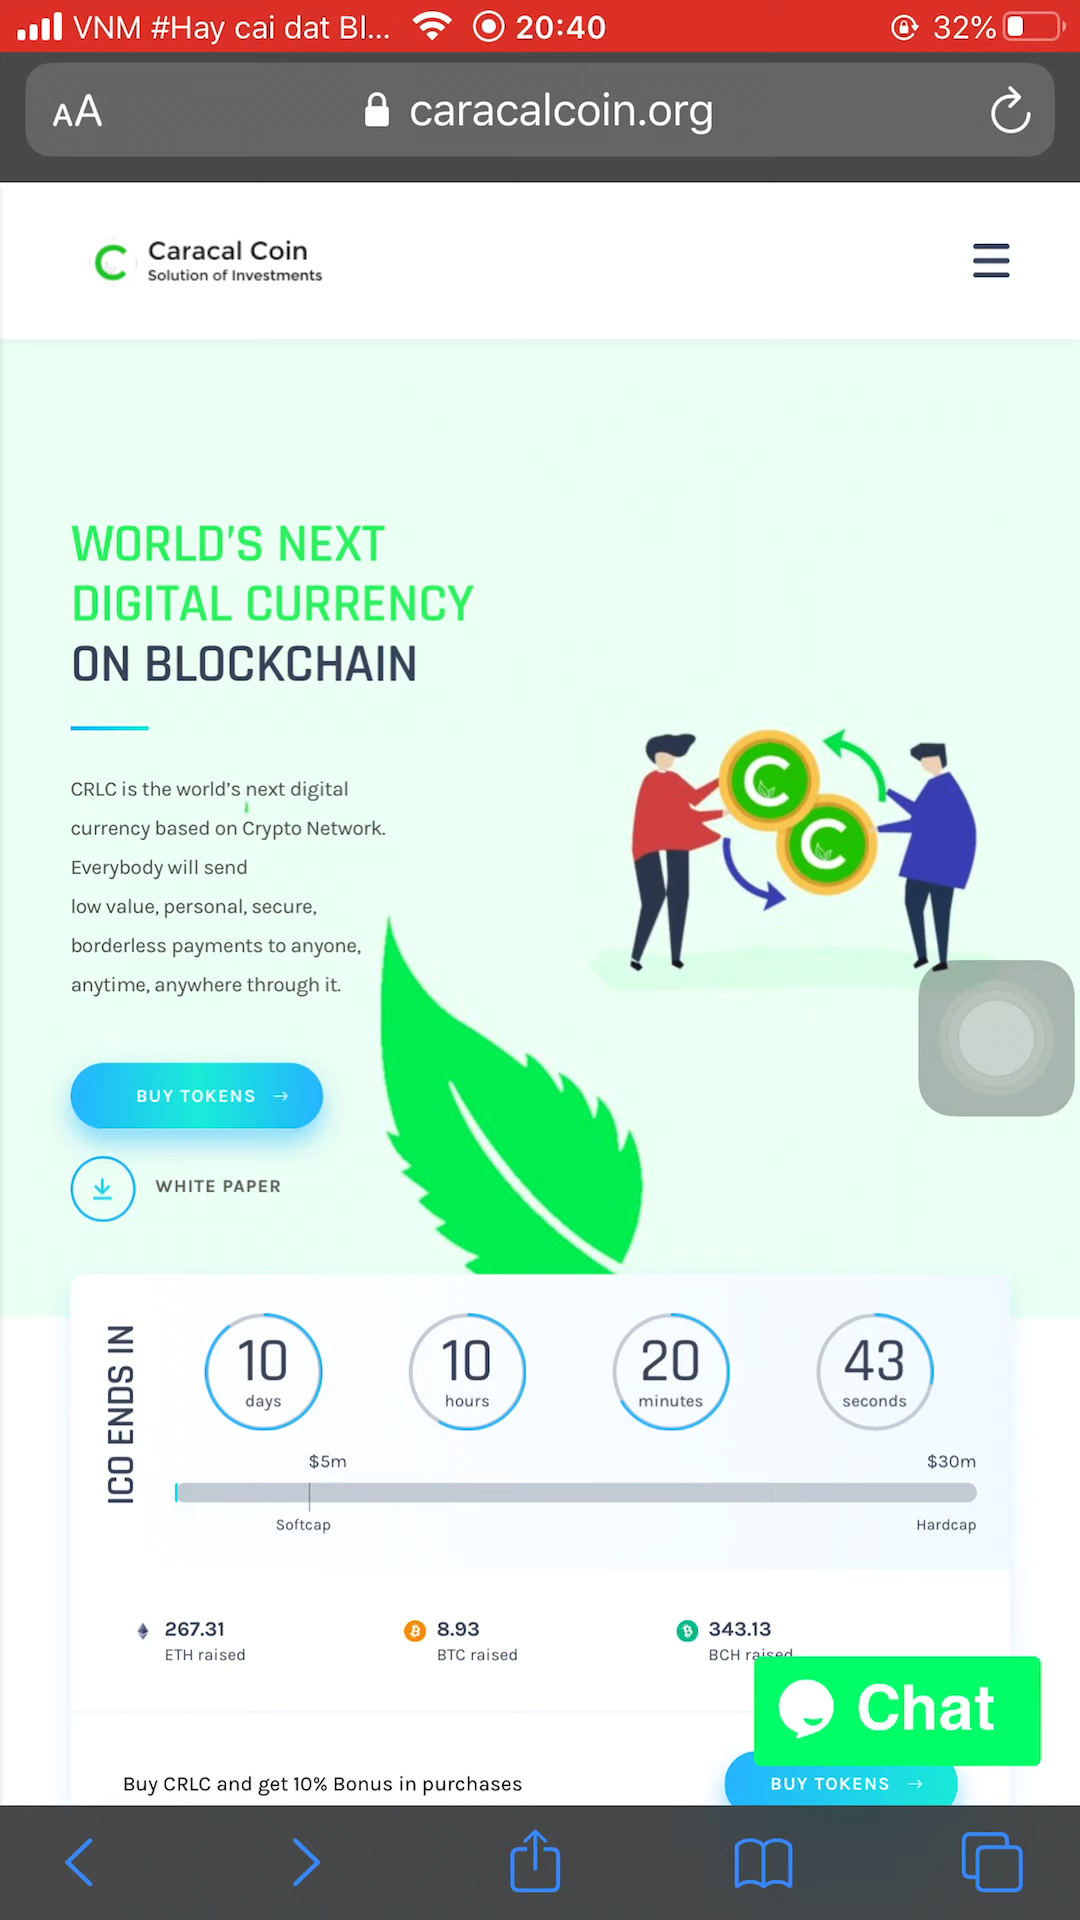 VNM #Hay cai dat Bl... 20:40 32%
AA caracalcoin.org
Caracal Coin
Solution of Investments
WORLD'S NEXT
DIGITAL CURRENCY
ON BLOCKCHAIN
CRLC is the world's next digital
currency based on Crypto Network.
Everybody will send
low value, personal, secure,
borderless payments to anyone,
anytime, anywhere through it.
BUY TOKENS →
WHITE PAPER
ICO ENDS IN
10 10 20 43
days hours minutes seconds
$5m $30m
Softcap Hardcap
267.31 8.93 343.13
ETH raised BTC raised BCH raised
Chat
Buy CRLC and get 10% Bonus in purchases
BUY TOKENS →